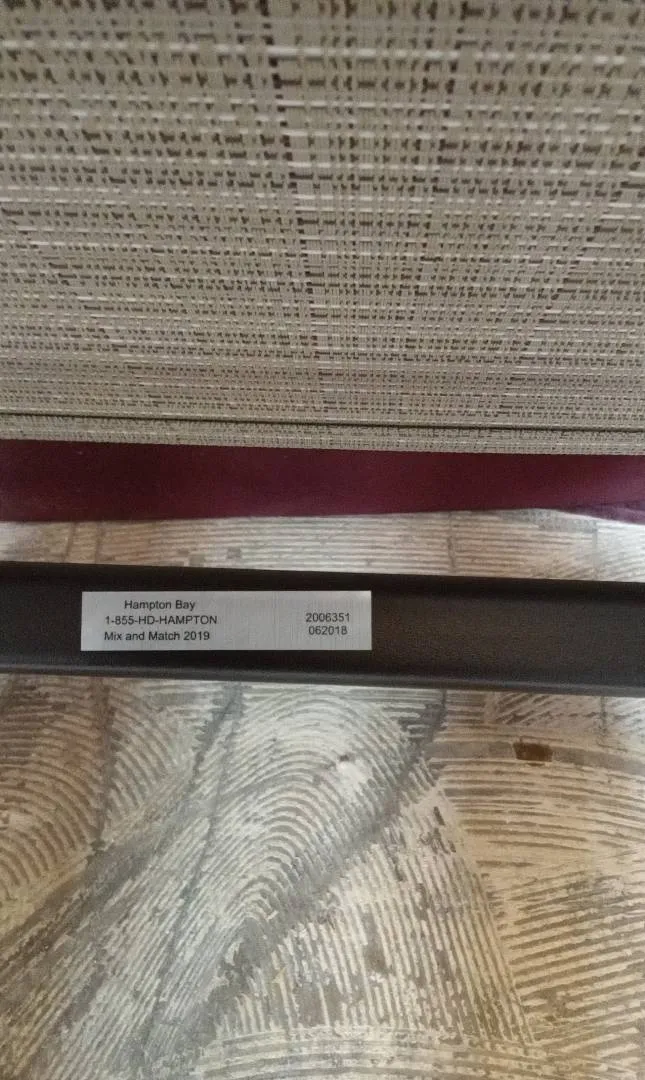 Hampton Bay
1-855-HD-HAMPTON
Mix and Match 2019
2006351
062018